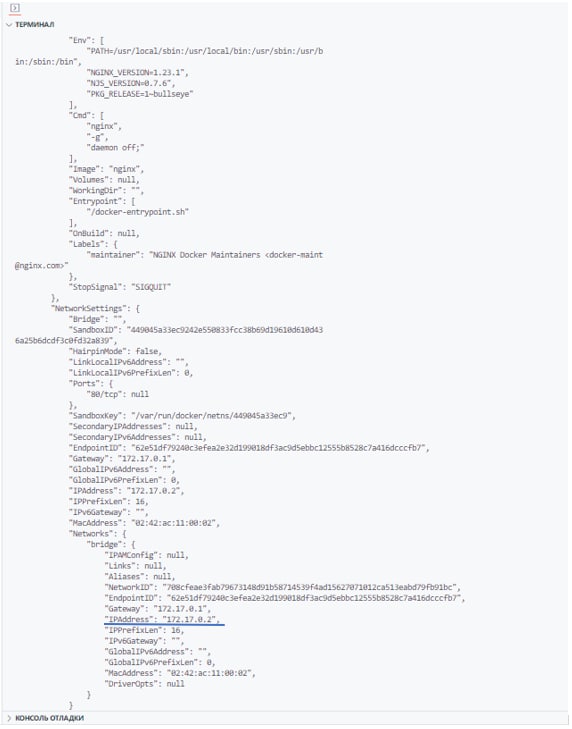 ТЕРМИНАЛ
"Env": [
"PATH=/usr/local/sbin:/usr/local/bin:/usr/sbin:/usr/b
in:/sbin:/bin",
"NGINX_VERSION=1.23.1",
"NJS_VERSION=0.7.6",
"PKG_RELEASE=1~bullseye"
],
"Cmd": [
"nginx",
"-g",
"daemon off;"
],
"Image": "nginx",
"Volumes": null,
"WorkingDir": "",
"Entrypoint": [
"/docker-entrypoint.sh"
],
"OnBuild": null,
"Labels": {
"maintainer": "NGINX Docker Maintainers <docker-maint
@nginx.com>"
},
"StopSignal": "SIGQUIT"
},
"NetworkSettings": {
"Bridge": "",
"SandboxID": "449045a33ec9242e550833fcc38b69d19610d610d43
6a25b6dcdf3c0fd32a839",
"HairpinMode": false,
"LinkLocalIPv6Address": "",
"LinkLocalIPv6PrefixLen": 0,
"Ports": {
"80/tcp": null
},
"SandboxKey": "/var/run/docker/netns/449045a33ec9",
"SecondaryIPAddresses": null,
"SecondaryIPv6Addresses": null,
"EndpointID": "62e51df79240c3efea2e32d199018df3ac9d5ebbc12555b8528c7a416dcccfb7",
"Gateway": "172.17.0.1",
"GlobalIPv6Address": "",
"GlobalIPv6PrefixLen": 0,
"IPAddress": "172.17.0.2",
"IPPrefixLen": 16,
"IPv6Gateway": "",
"MacAddress": "02:42:ac:11:00:02",
"Networks": {
"bridge": {
"IPAMConfig": null,
"Links": null,
"Aliases": null,
"NetworkID": "708cfeae3fab79673148d91b58714539f4ad15627071012ca513eabd79fb91bc",
"EndpointID": "62e51df79240c3efea2e32d199018df3ac9d5ebbc12555b8528c7a416dcccfb7",
"Gateway": "172.17.0.1",
"IPAddress": "172.17.0.2",
"IPPrefixLen": 16,
"IPv6Gateway": "",
"GlobalIPv6Address": "",
"GlobalIPv6PrefixLen": 0,
"MacAddress": "02:42:ac:11:00:02",
"DriverOpts": null
}
}
КОНСОЛЬ ОТЛАДКИ